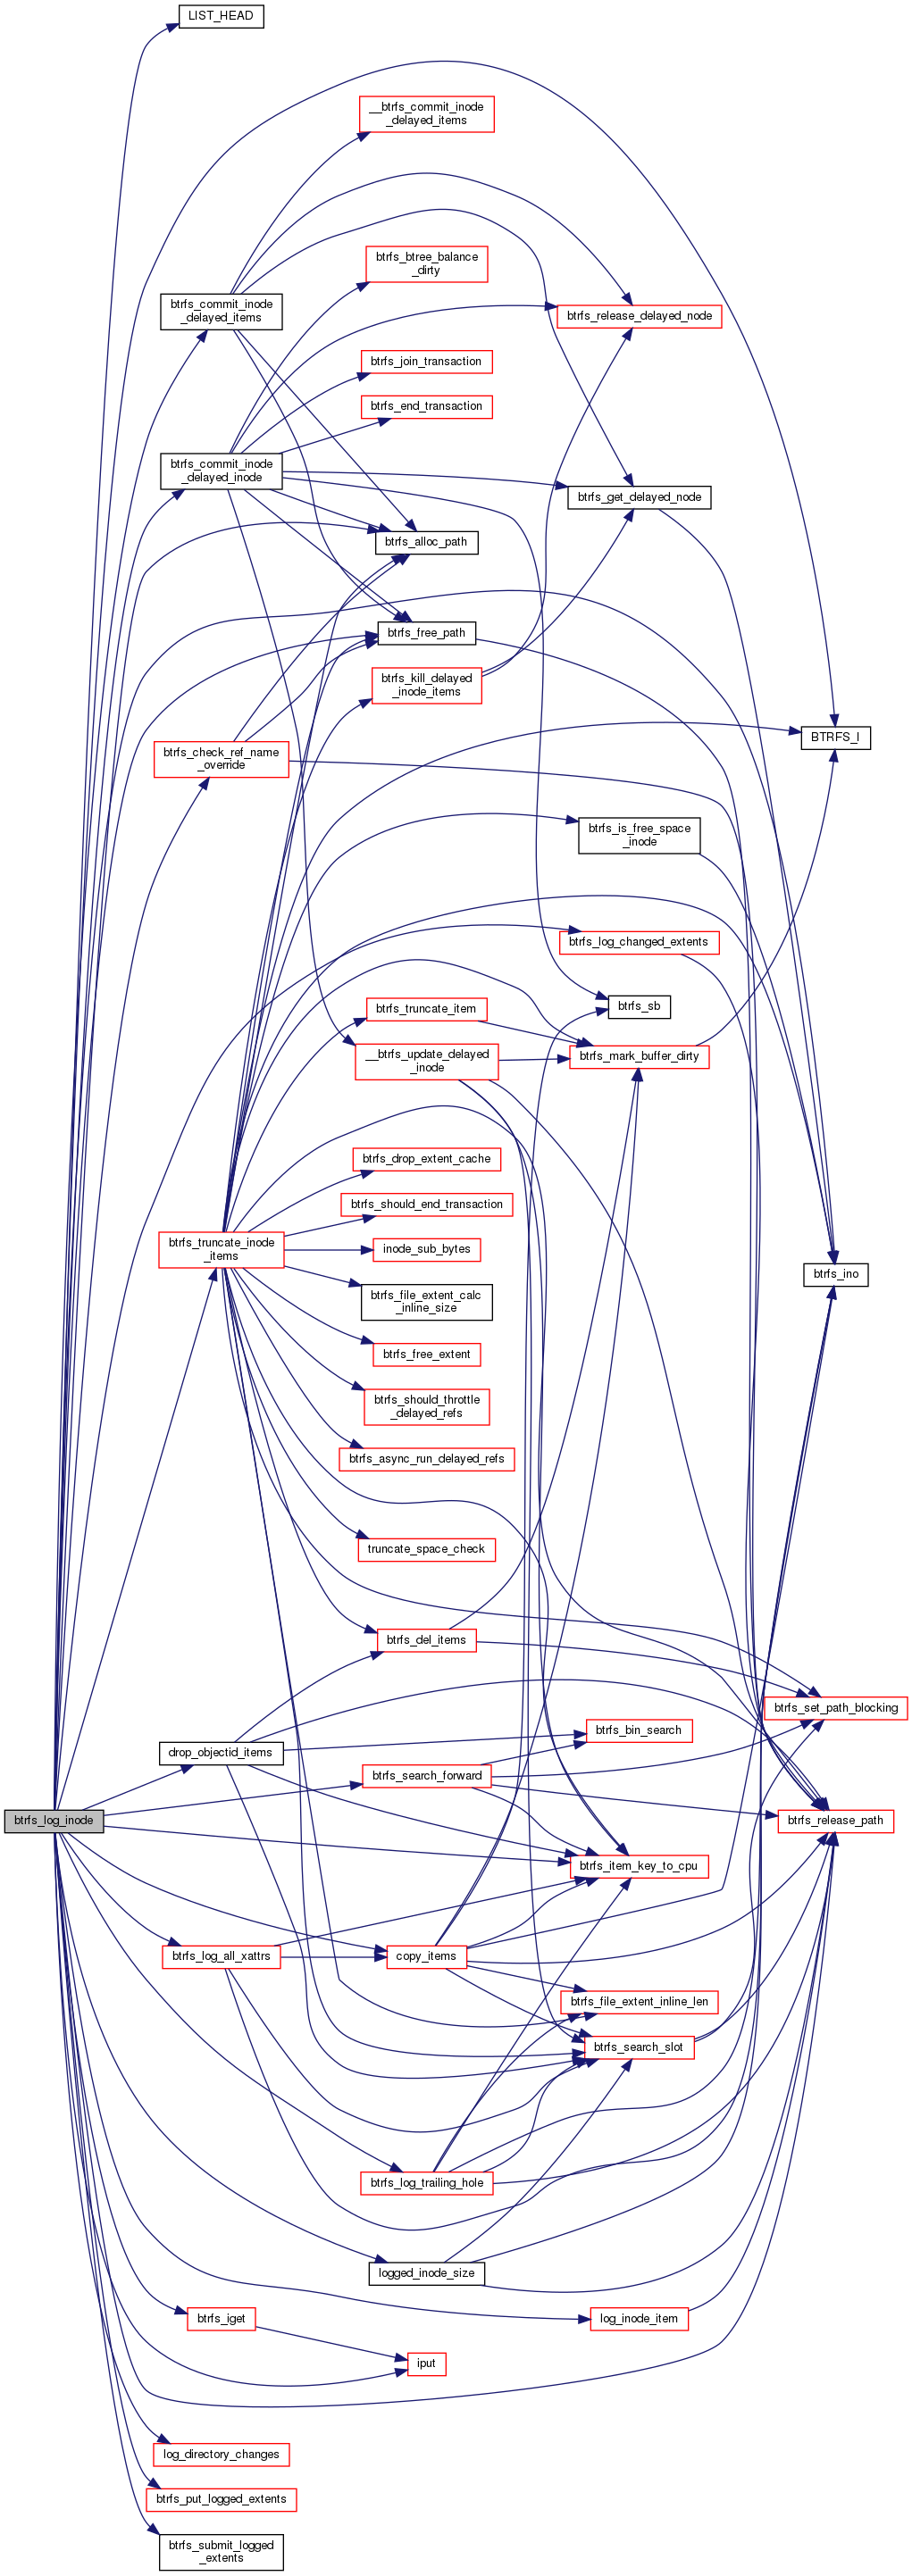 LIST_HEAD
__btrfs_commit_inode
_delayed_items
btrfs_btree_balance
_dirty
btrfs_commit_inode
_delayed_items
btrfs_release_delayed_node
btrfs_join_transaction
btrfs_end_transaction
btrfs_commit_inode
_delayed_inode
btrfs_get_delayed_node
btrfs_alloc_path
btrfs_free_path
btrfs_kill_delayed
_inode_items
BTRFS_I
btrfs_check_ref_name
_override
btrfs_is_free_space
_inode
btrfs_log_changed_extents
btrfs_sb
btrfs_truncate_item
__btrfs_update_delayed
_inode
btrfs_mark_buffer_dirty
btrfs_drop_extent_cache
btrfs_should_end_transaction
btrfs_truncate_inode
_items
inode_sub_bytes
btrfs_ino
btrfs_file_extent_calc
_inline_size
btrfs_free_extent
btrfs_should_throttle
_delayed_refs
btrfs_async_run_delayed_refs
truncate_space_check
btrfs_del_items
btrfs_set_path_blocking
btrfs_bin_search
drop_objectid_items
btrfs_search_forward
btrfs_log_inode
btrfs_release_path
btrfs_item_key_to_cpu
btrfs_log_all_xattrs
copy_items
btrfs_file_extent_inline_len
btrfs_search_slot
btrfs_log_trailing_hole
logged_inode_size
btrfs_iget
log_inode_item
iput
log_directory_changes
btrfs_put_logged_extents
btrfs_submit_logged
_extents